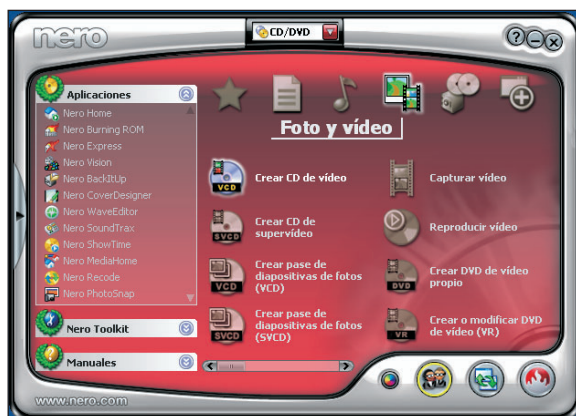 nero
CD/DVD
?
Aplicaciones
Nero Home
Nero Burning ROM
Nero Express
Nero Vision
Nero BackItUp
Nero CoverDesigner
Nero WaveEditor
Nero SoundTrax
Nero ShowTime
Nero MediaHome
Nero Recode
Nero PhotoSnap
Nero Toolkit
Manuales
Foto y vídeo
VCD
Crear CD de vídeo
SVCD
Crear CD de
supervídeo
VCD
Crear pase de
diapositivas de fotos
(VCD)
SVCD
Crear pase de
diapositivas de fotos
(SVCD)
Capturar vídeo
Reproducir vídeo
DVD
Crear DVD de vídeo
propio
VR
Crear o modificar DVD
de vídeo (VR)
www.nero.com